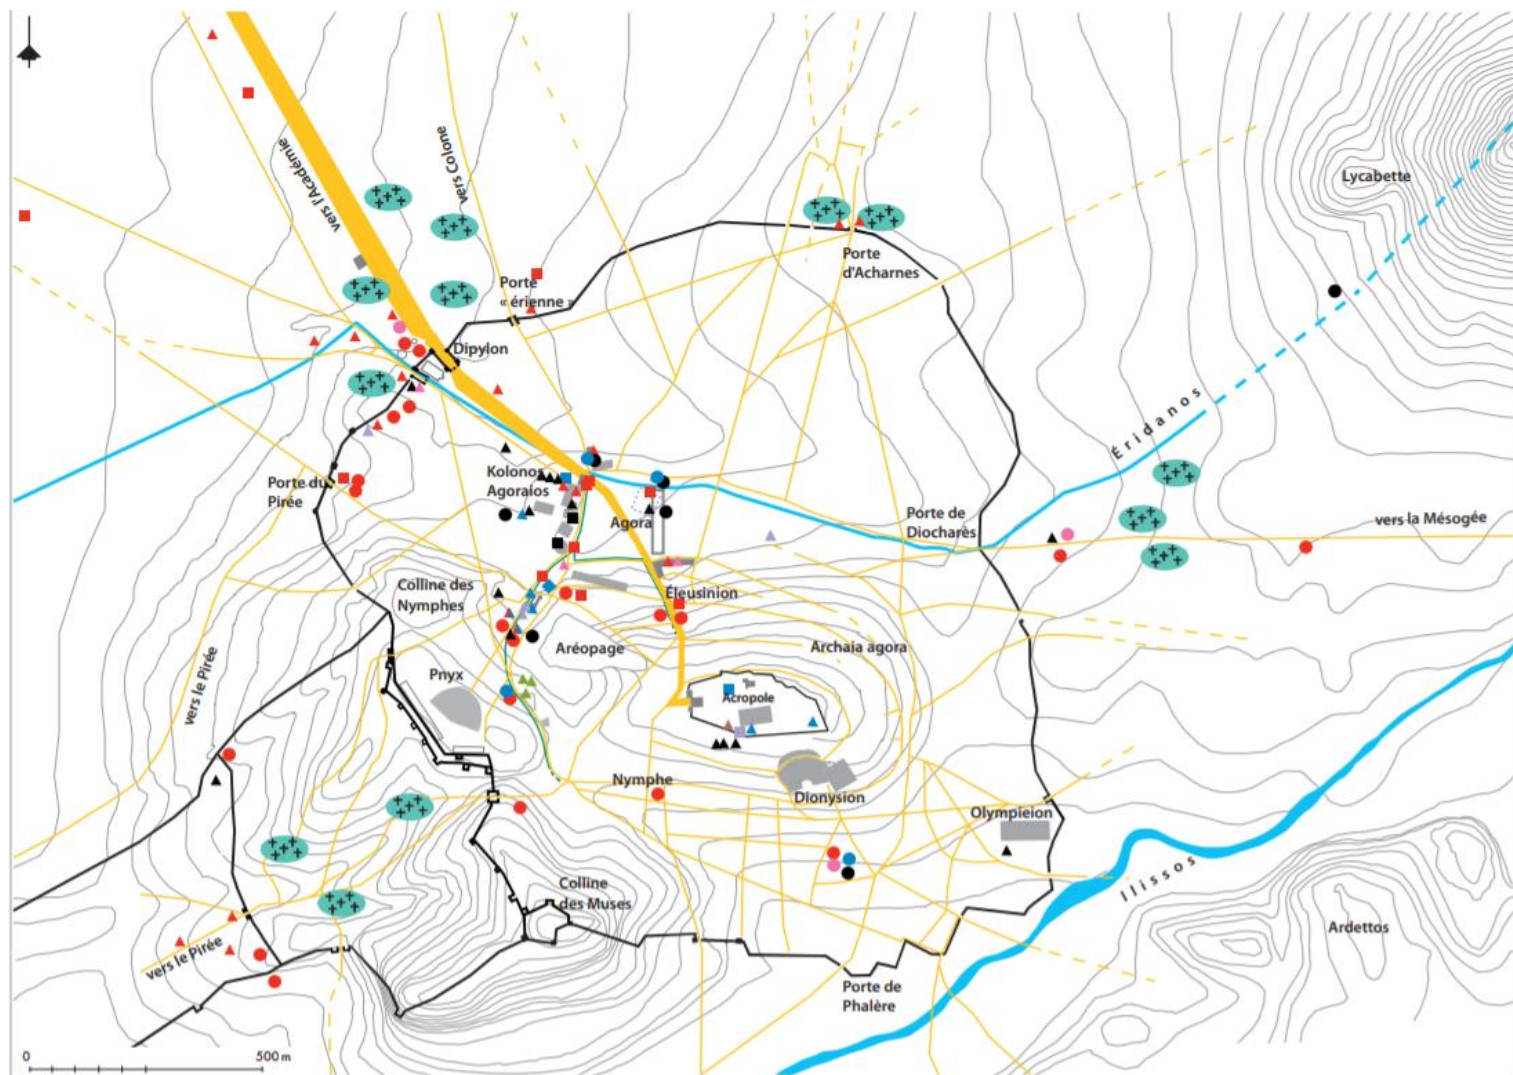 vers l'Académie
vers Colone
Lycabette
Porte
d'Acharnes
Porte
« érienne »
Dipylon
Éridanos
Kolonos
Agoraios
Porte du
Pirée
Agora
Porte de
Diocharès
vers la Mésogée
Colline des
Nymphes
Éleusinion
Aréopage
Archaia agora
vers le Pirée
Pnyx
Acropole
Nymphe
Dionysion
Olympieion
Ilissos
Colline
des Muses
Ardettos
vers le Pirée
Porte de
Phalère
0
500 m